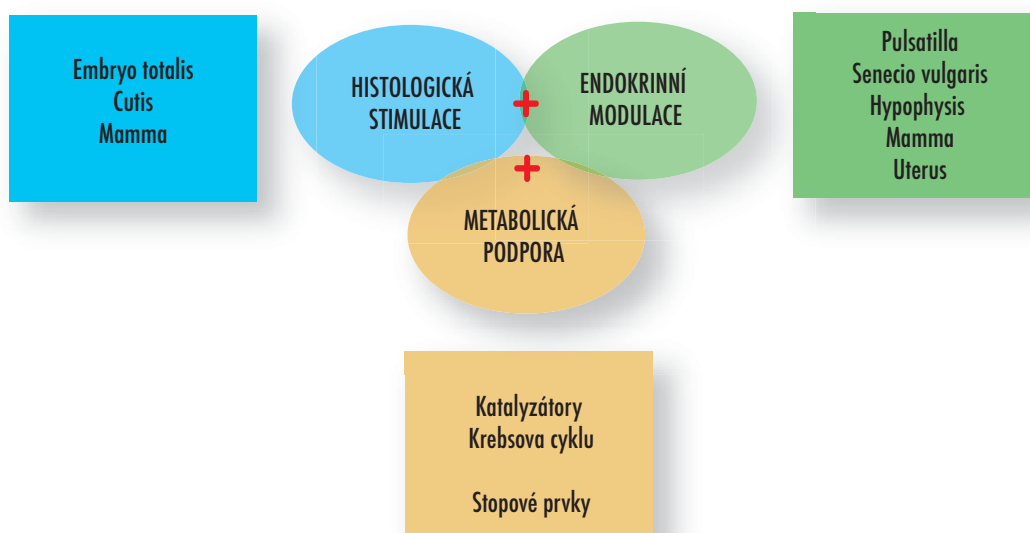 Embryo totalis
Cutis
Mamma
HISTOLOGICKÁ
STIMULACE
+
ENDOKRINNÍ
MODULACE
Pulsatilla
Senecio vulgaris
Hypophysis
Mamma
Uterus
+
METABOLICKÁ
PODPORA
Katalyzátory
Krebsova cyklu
Stopové prvky